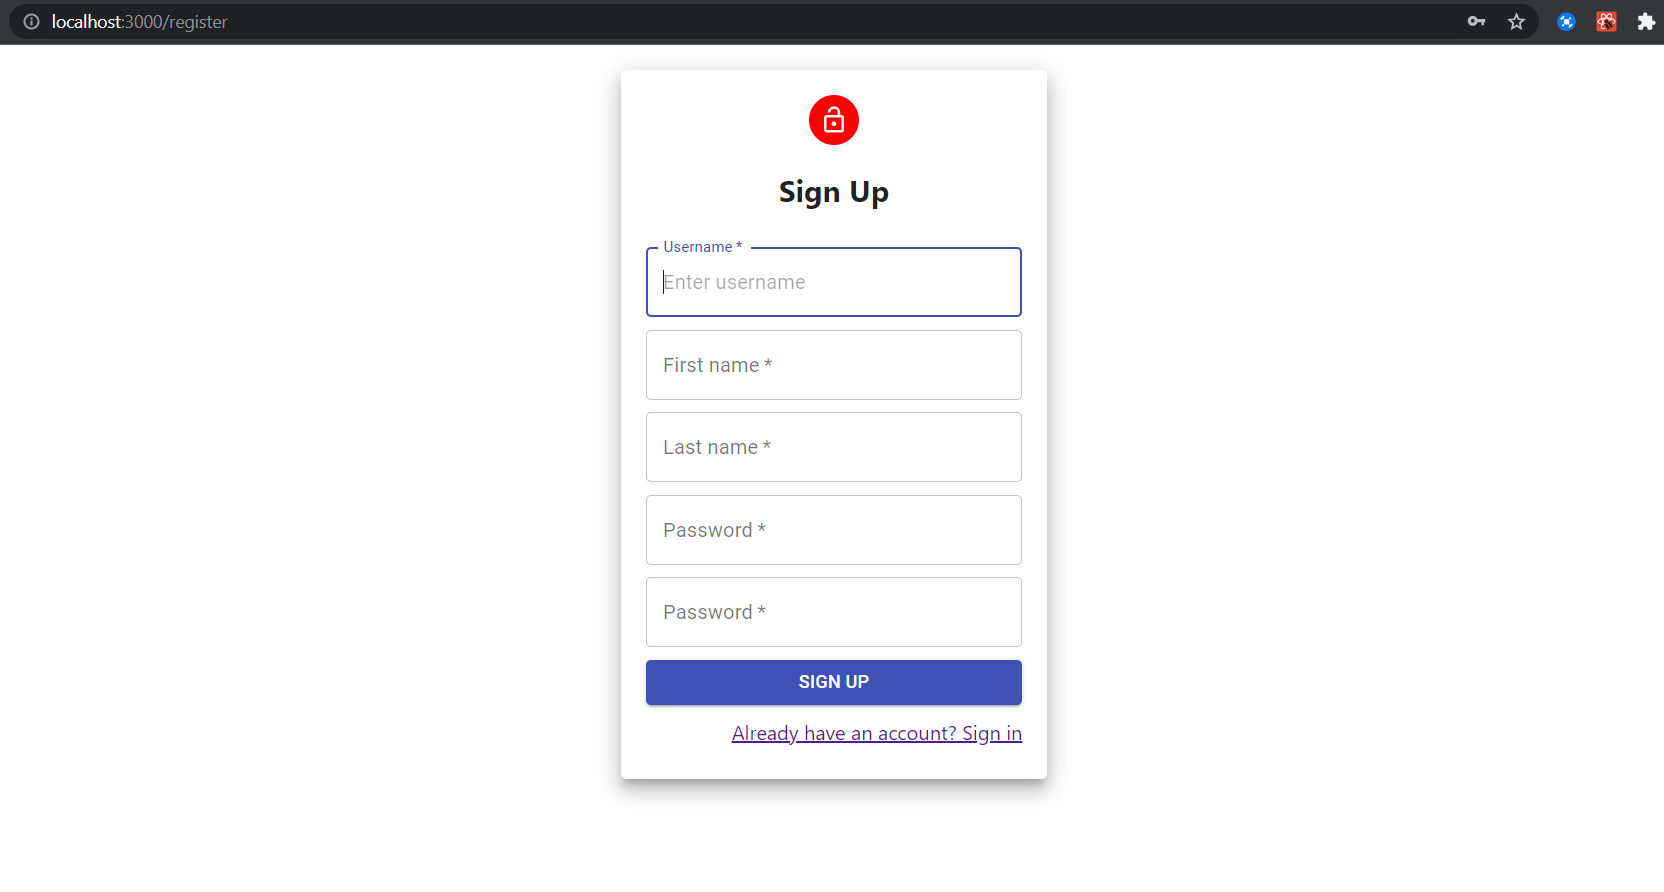 localhost:3000/register
Sign Up
Username *
Enter username
First name *
Last name *
Password *
Password *
SIGN UP
Already have an account? Sign in